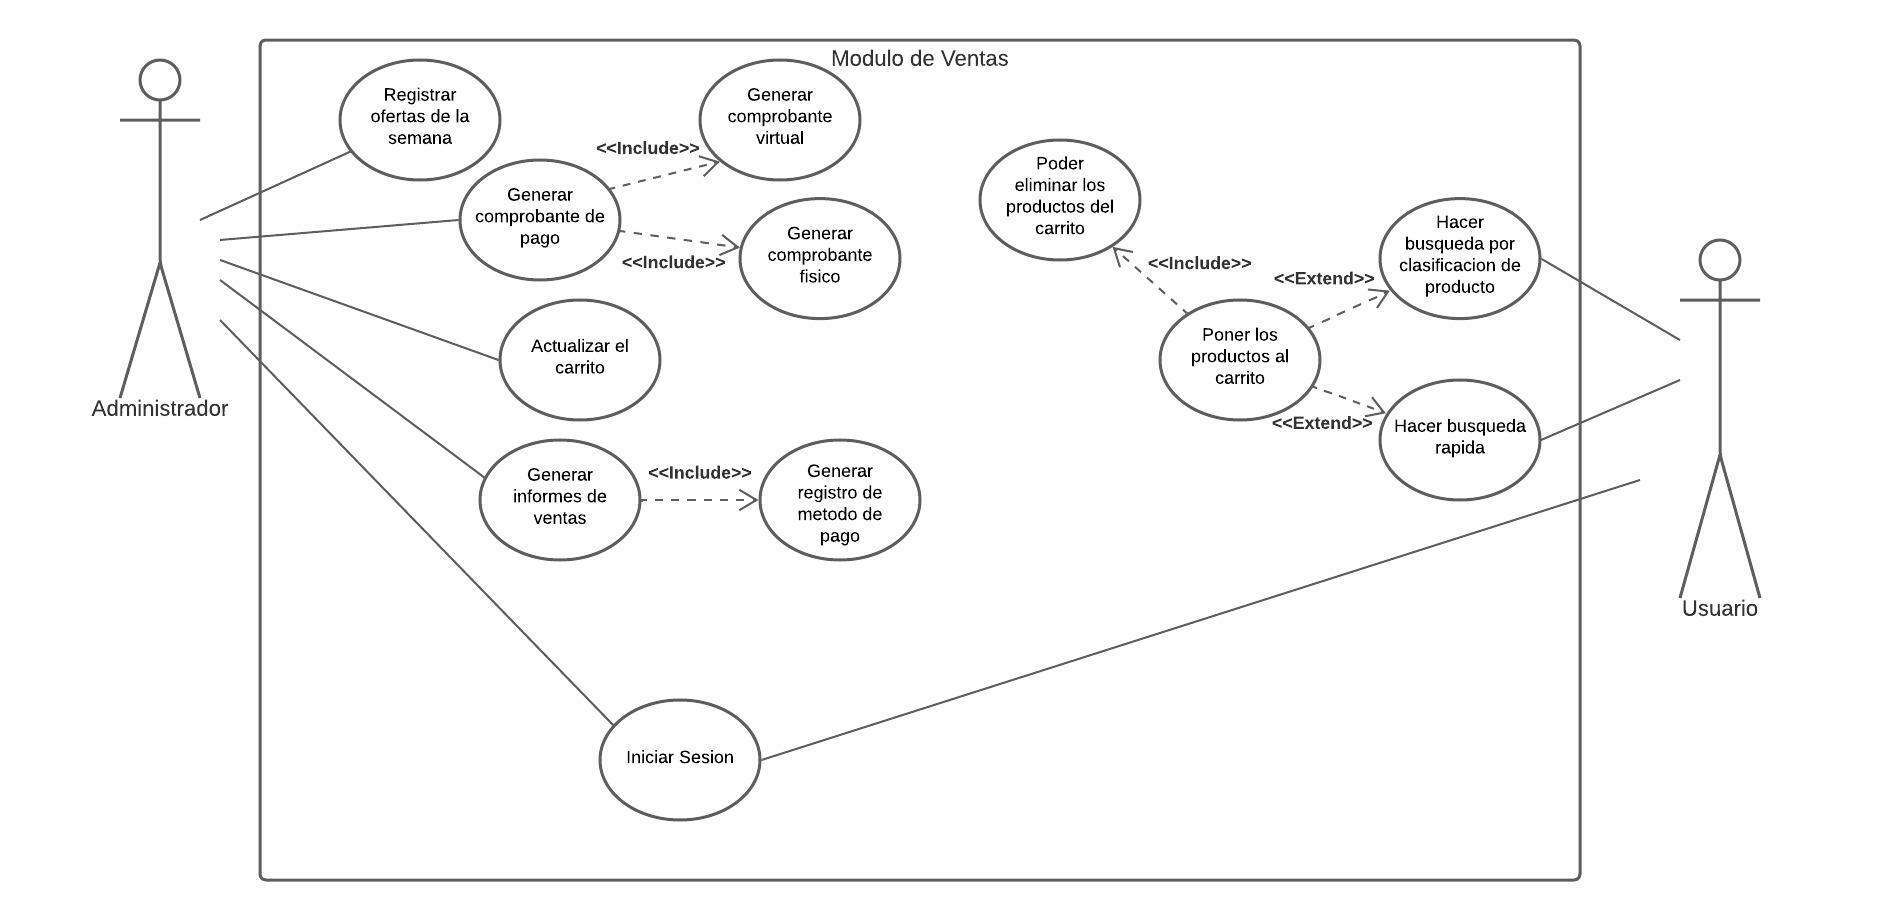 Modulo de Ventas
Registrar
ofertas de la
semana
Generar
comprobante
virtual
<<Include>>
Generar
comprobante de
pago
<<Include>>
Generar
comprobante
fisico
Actualizar el
carrito
Administrador
Generar
informes de
ventas
<<Include>>
Generar
registro de
metodo de
pago
Poder
eliminar los
productos del
carrito
<<Include>>
<<Extend>>
Hacer
busqueda por
clasificacion de
producto
Poner los
productos al
carrito
<<Extend>>
Hacer busqueda
rapida
Usuario
Iniciar Sesion